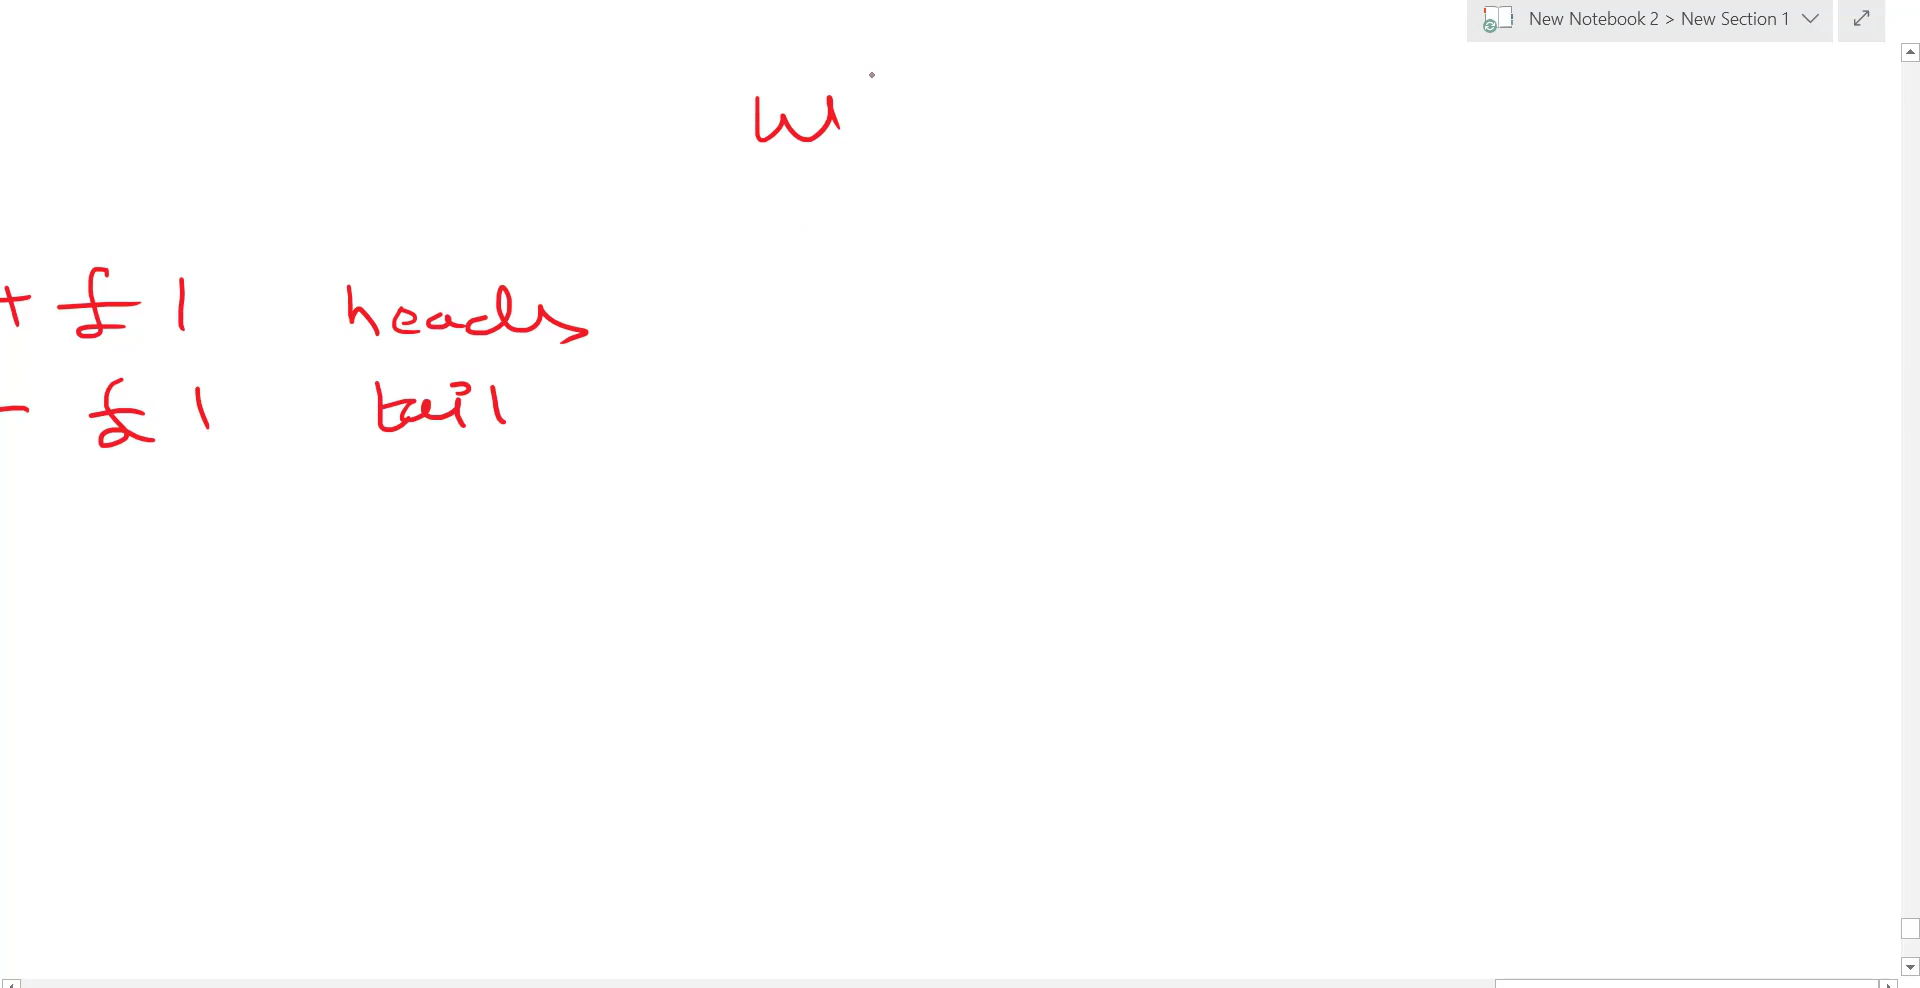 New Notebook 2 > New Section 1
W
+ £ 1 heads
- £ 1 tail